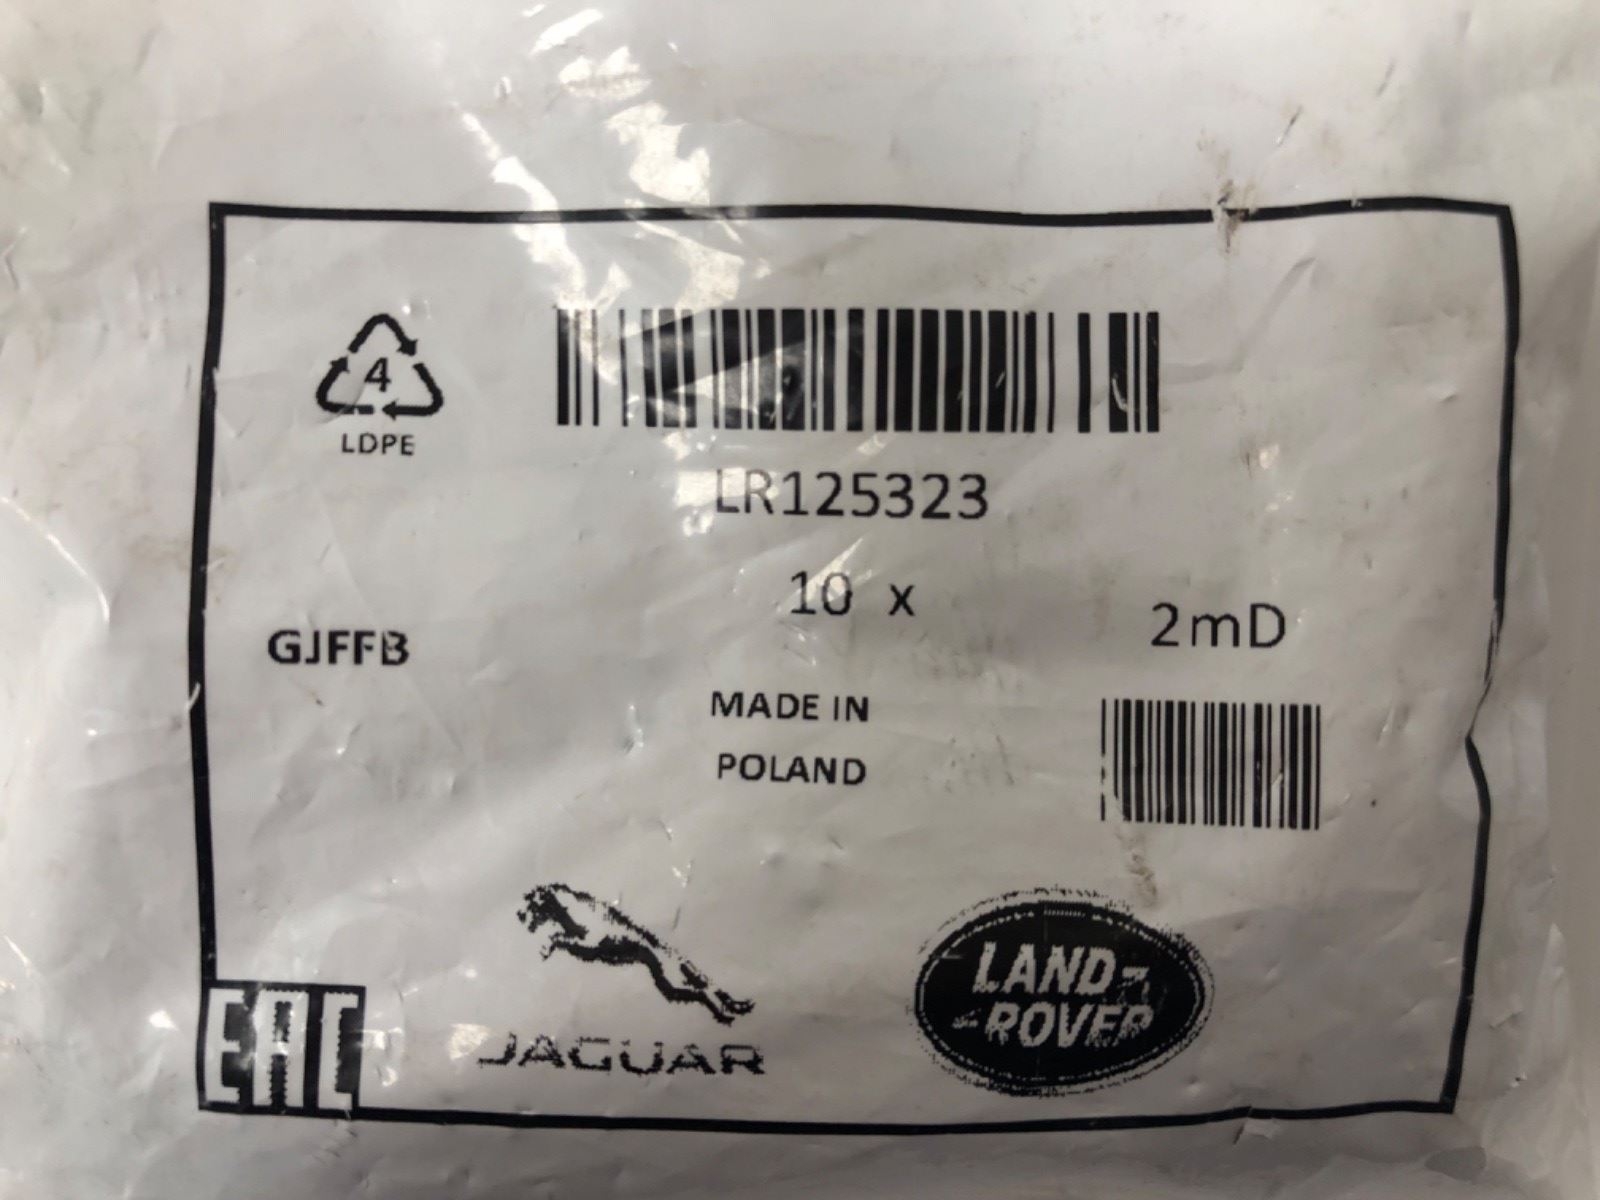 4
LDPE
LR125323
10 x
2mD
GJFFB
MADE IN
POLAND
EAC
JAGUAR
LAND-
-ROVER